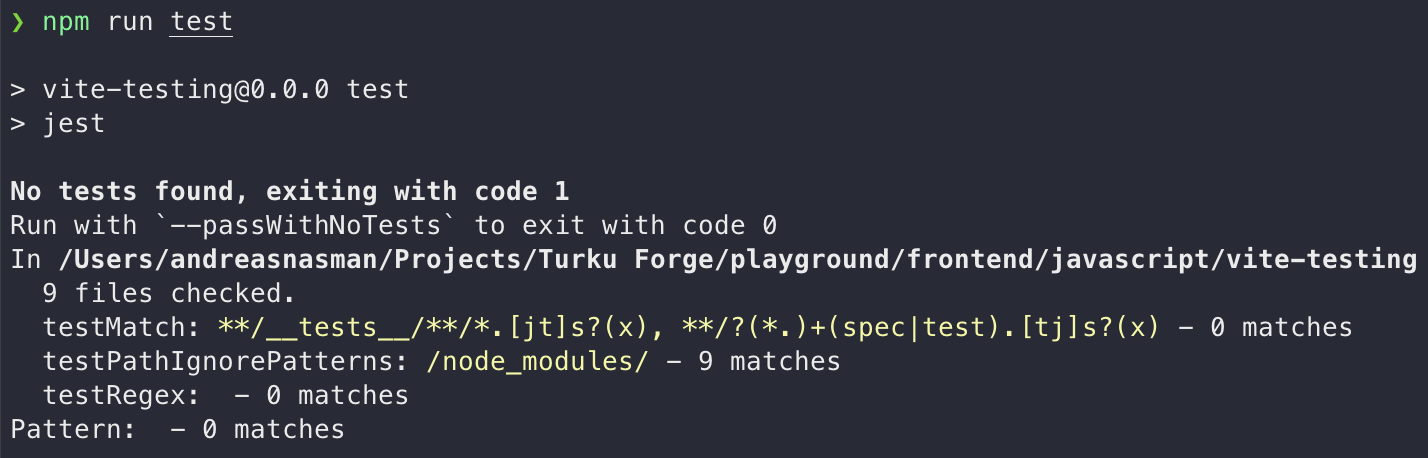 ❯ npm run test
> vite-testing@0.0.0 test
> jest
No tests found, exiting with code 1
Run with `--passWithNoTests` to exit with code 0
In /Users/andreasnasman/Projects/Turku Forge/playground/frontend/javascript/vite-testing
  9 files checked.
  testMatch: **/__tests__/**/*.[jt]s?(x), **/?(*.)+(spec|test).[tj]s?(x) - 0 matches
  testPathIgnorePatterns: /node_modules/ - 9 matches
  testRegex:  - 0 matches
Pattern:  - 0 matches